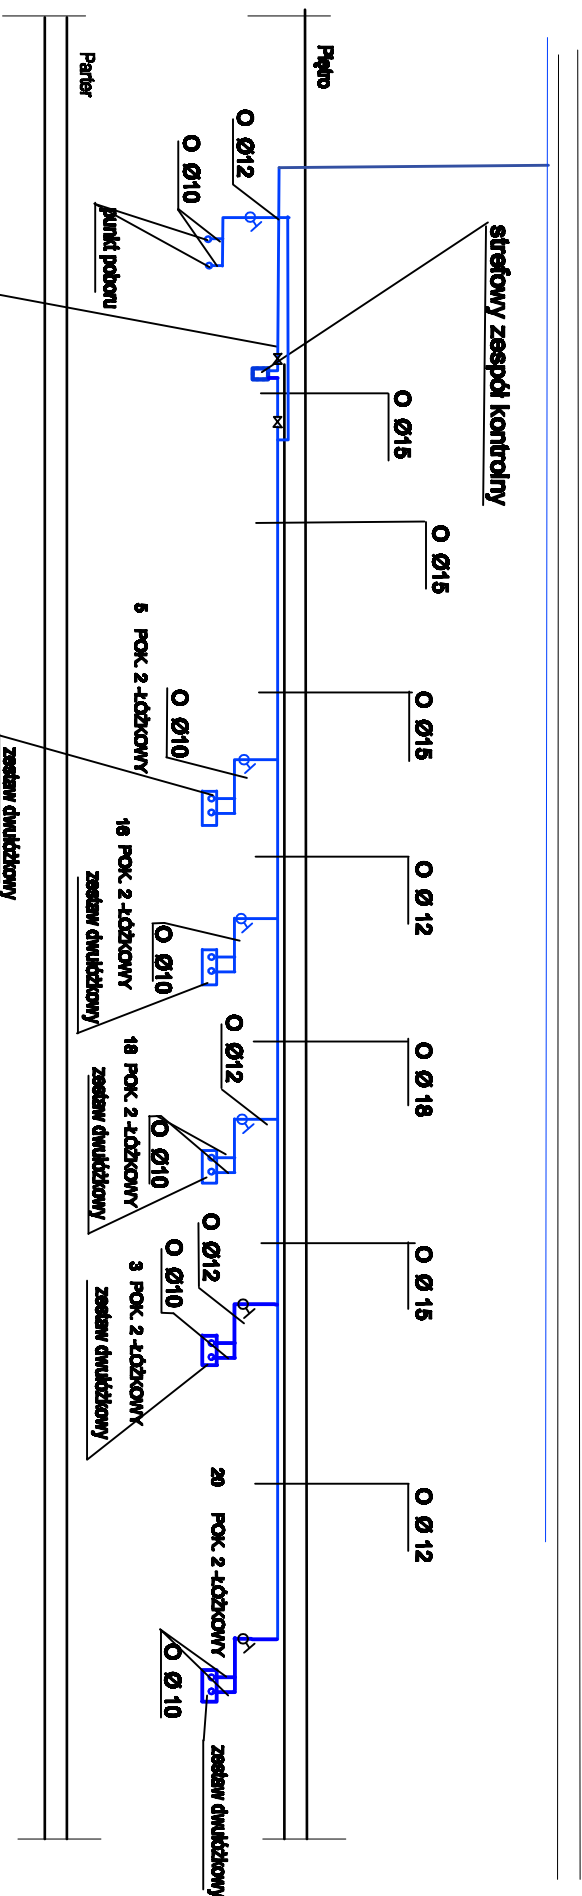 Piętro
Parter
O Ø12
O Ø10
punkt poboru
strefowy zespół kontrolny
O Ø15
O Ø15
O Ø15
5 POK. 2 -ŁÓŻKOWY
O Ø10
zestaw dwułóżkowy
O Ø 12
16 POK. 2 -ŁÓŻKOWY
O Ø10
zestaw dwułóżkowy
O Ø 18
O Ø12
18 POK. 2 -ŁÓŻKOWY
O Ø10
zestaw dwułóżkowy
O Ø 15
O Ø12
O Ø10
3 POK. 2 -ŁÓŻKOWY
zestaw dwułóżkowy
O Ø 12
20 POK. 2 -ŁÓŻKOWY
O Ø 10
zestaw dwułóżkowy